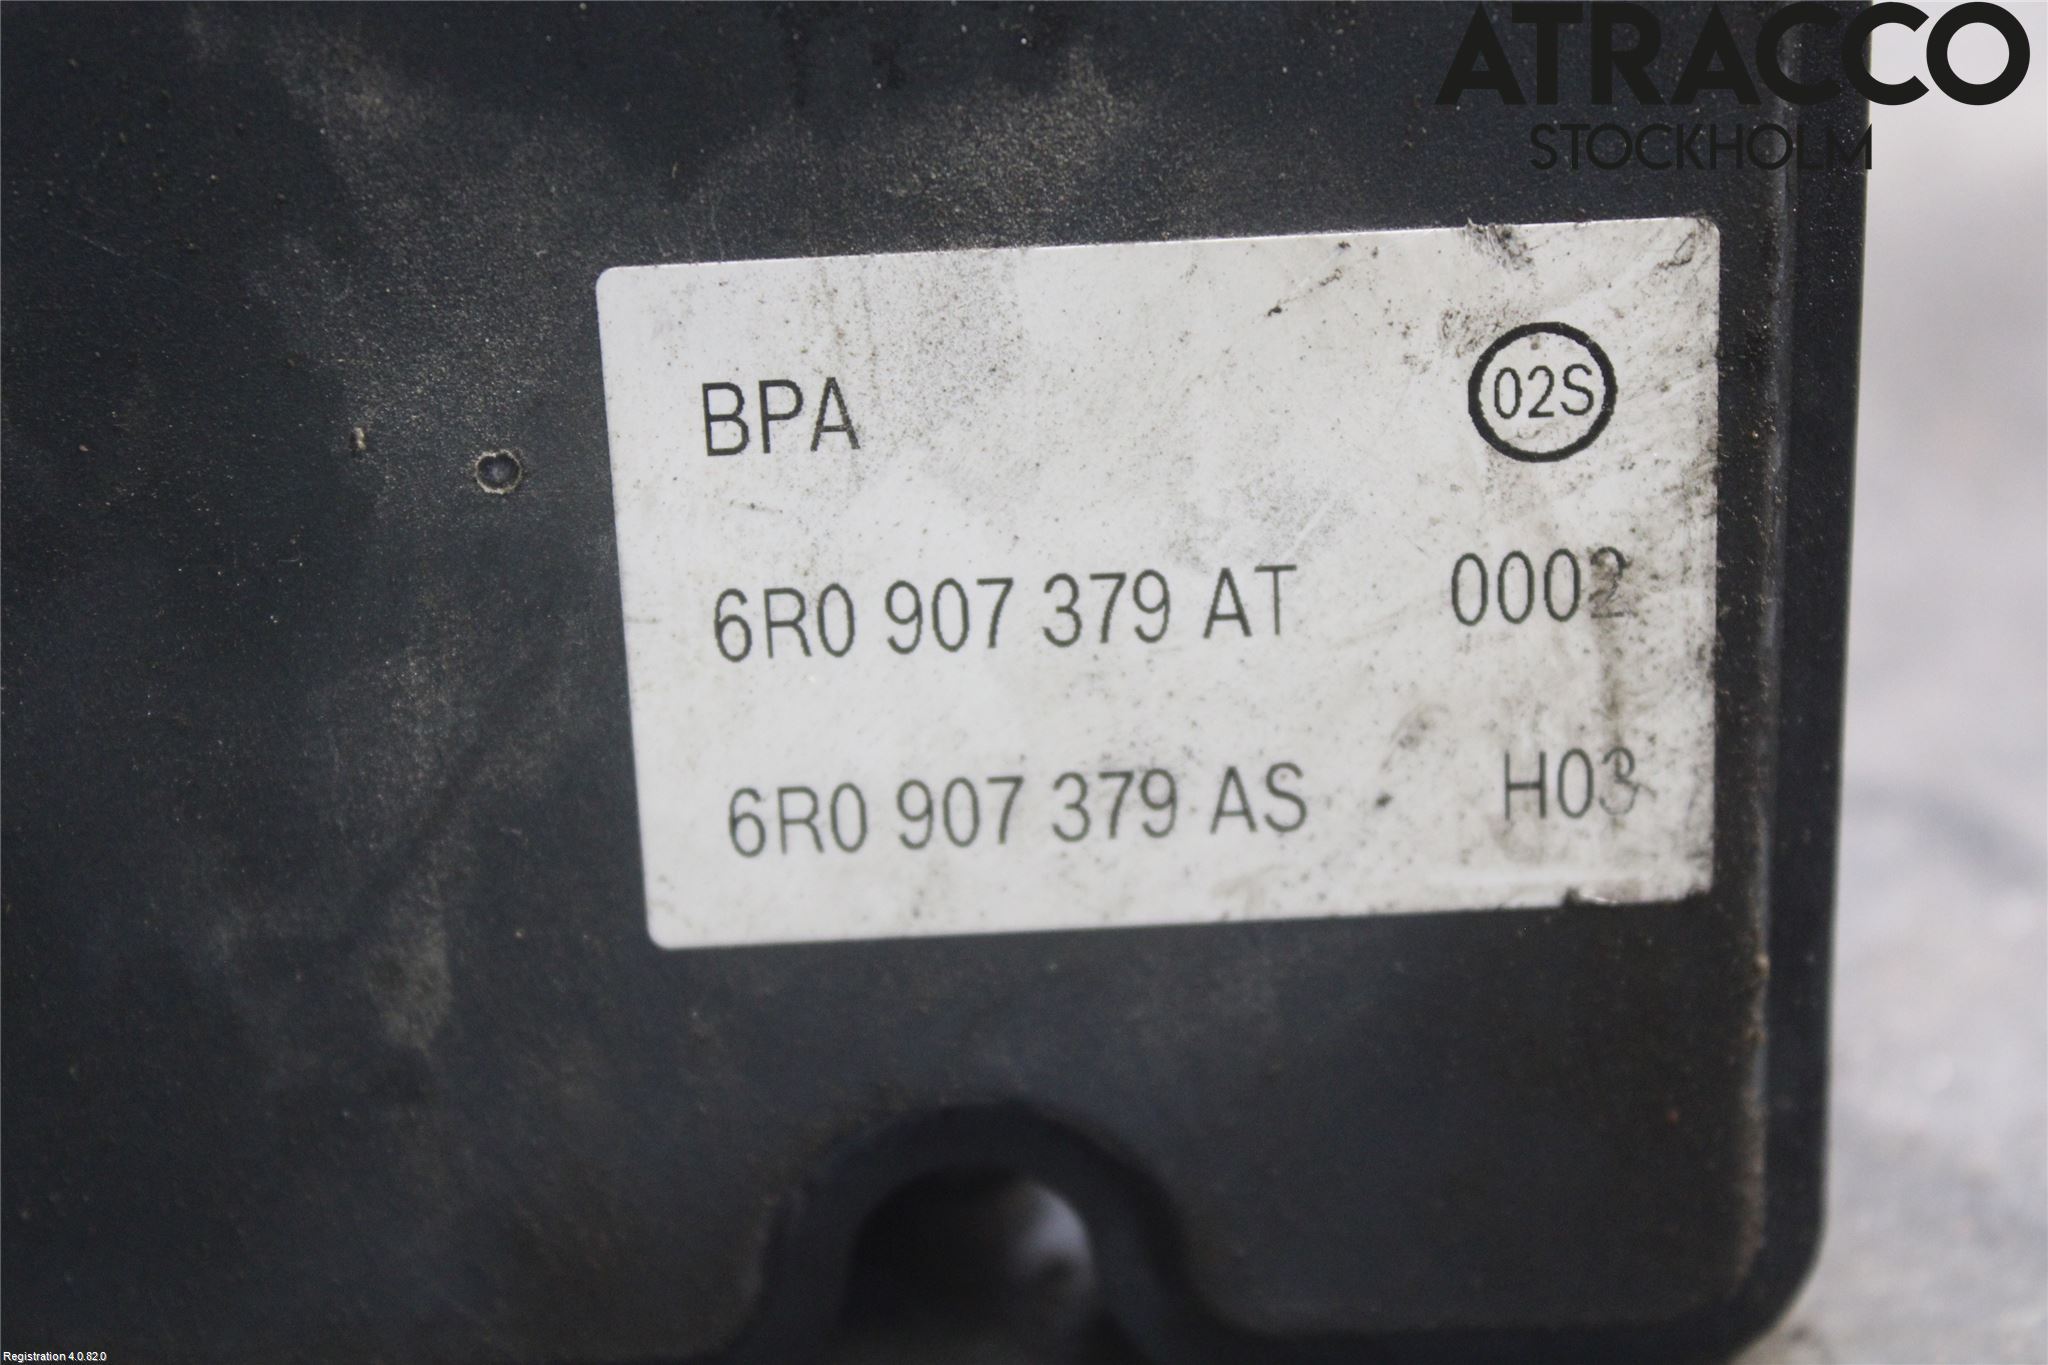 ATRACCO
STOCKHOLM
BPA 02S
6R0 907 379 AT 0002
6R0 907 379 AS H03
Registration 4.0.82.0